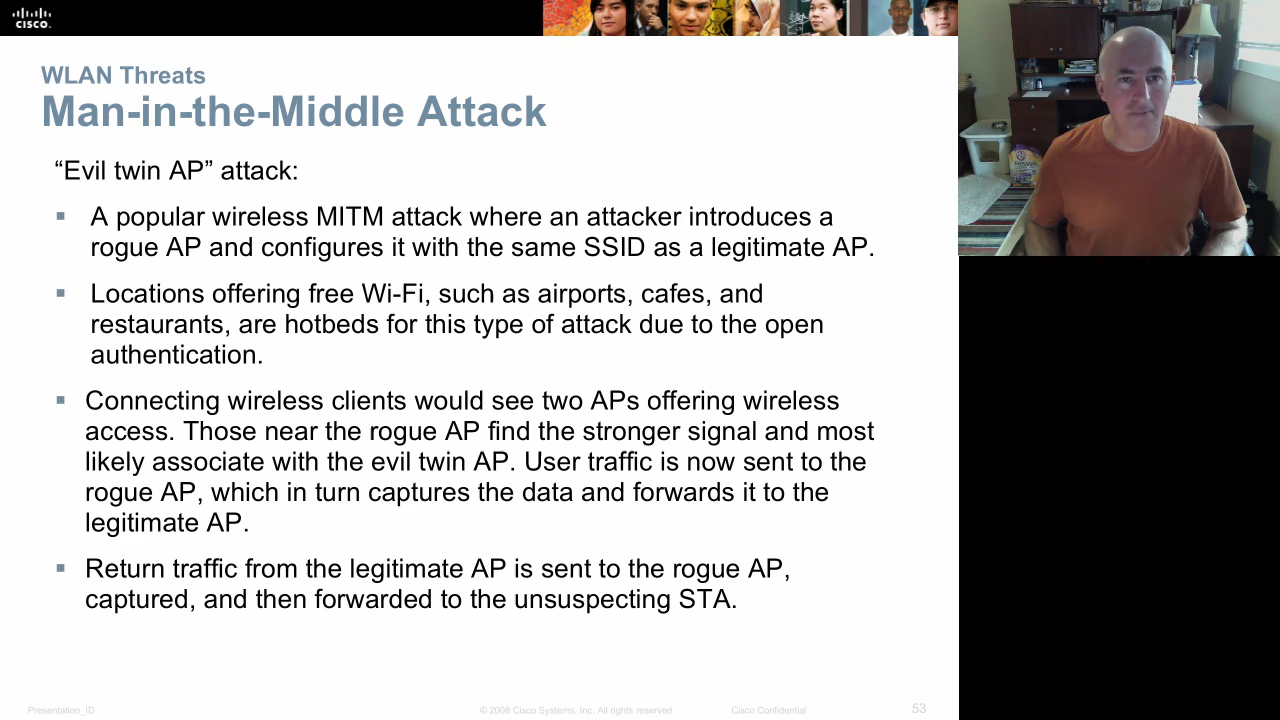 cisco.
WLAN Threats
Man-in-the-Middle Attack
“Evil twin AP” attack:
A popular wireless MITM attack where an attacker introduces a
rogue AP and configures it with the same SSID as a legitimate AP.
Locations offering free Wi-Fi, such as airports, cafes, and
restaurants, are hotbeds for this type of attack due to the open
authentication.
Connecting wireless clients would see two APs offering wireless
access. Those near the rogue AP find the stronger signal and most
likely associate with the evil twin AP. User traffic is now sent to the
rogue AP, which in turn captures the data and forwards it to the
legitimate AP.
Return traffic from the legitimate AP is sent to the rogue AP,
captured, and then forwarded to the unsuspecting STA.
Presentation_ID
© 2008 Cisco Systems, Inc. All rights reserved.
Cisco Confidential
53